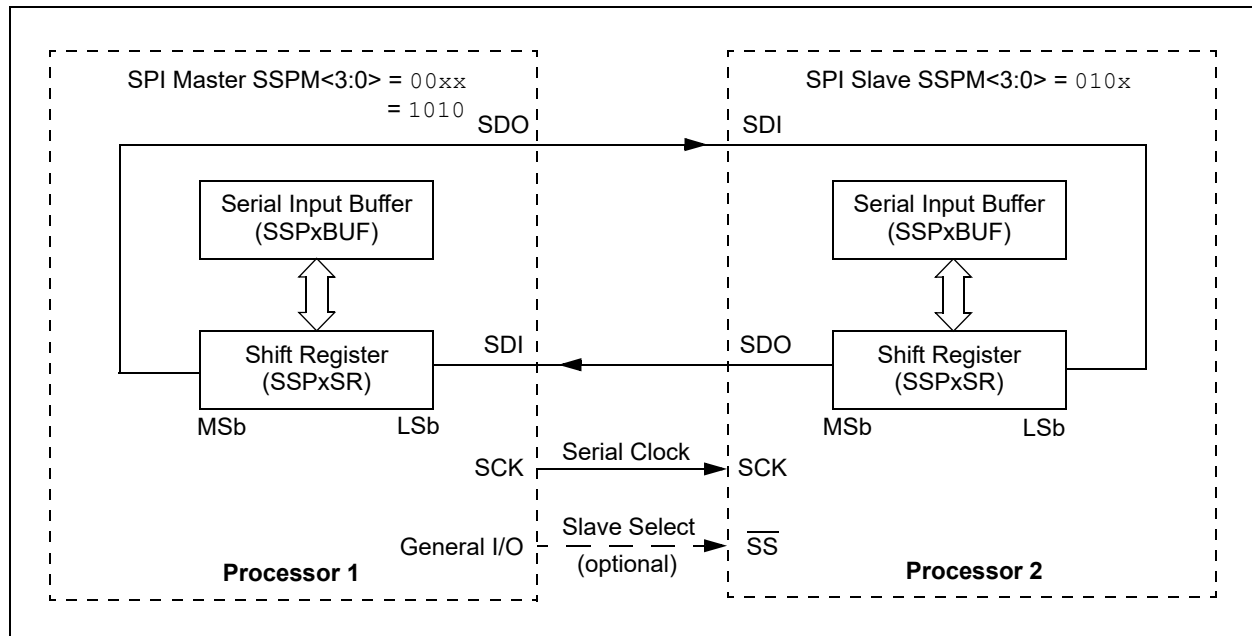 SPI Master SSPM<3:0> = 00xx
= 1010
SDO
Serial Input Buffer
(SSPxBUF)
Shift Register
(SSPxSR)
MSb
LSb
SDI
SCK
General I/O
Processor 1
Serial Clock
Slave Select
(optional)
SPI Slave SSPM<3:0> = 010x
SDI
Serial Input Buffer
(SSPxBUF)
SDO
Shift Register
(SSPxSR)
MSb
LSb
SCK
S̅S̅
Processor 2